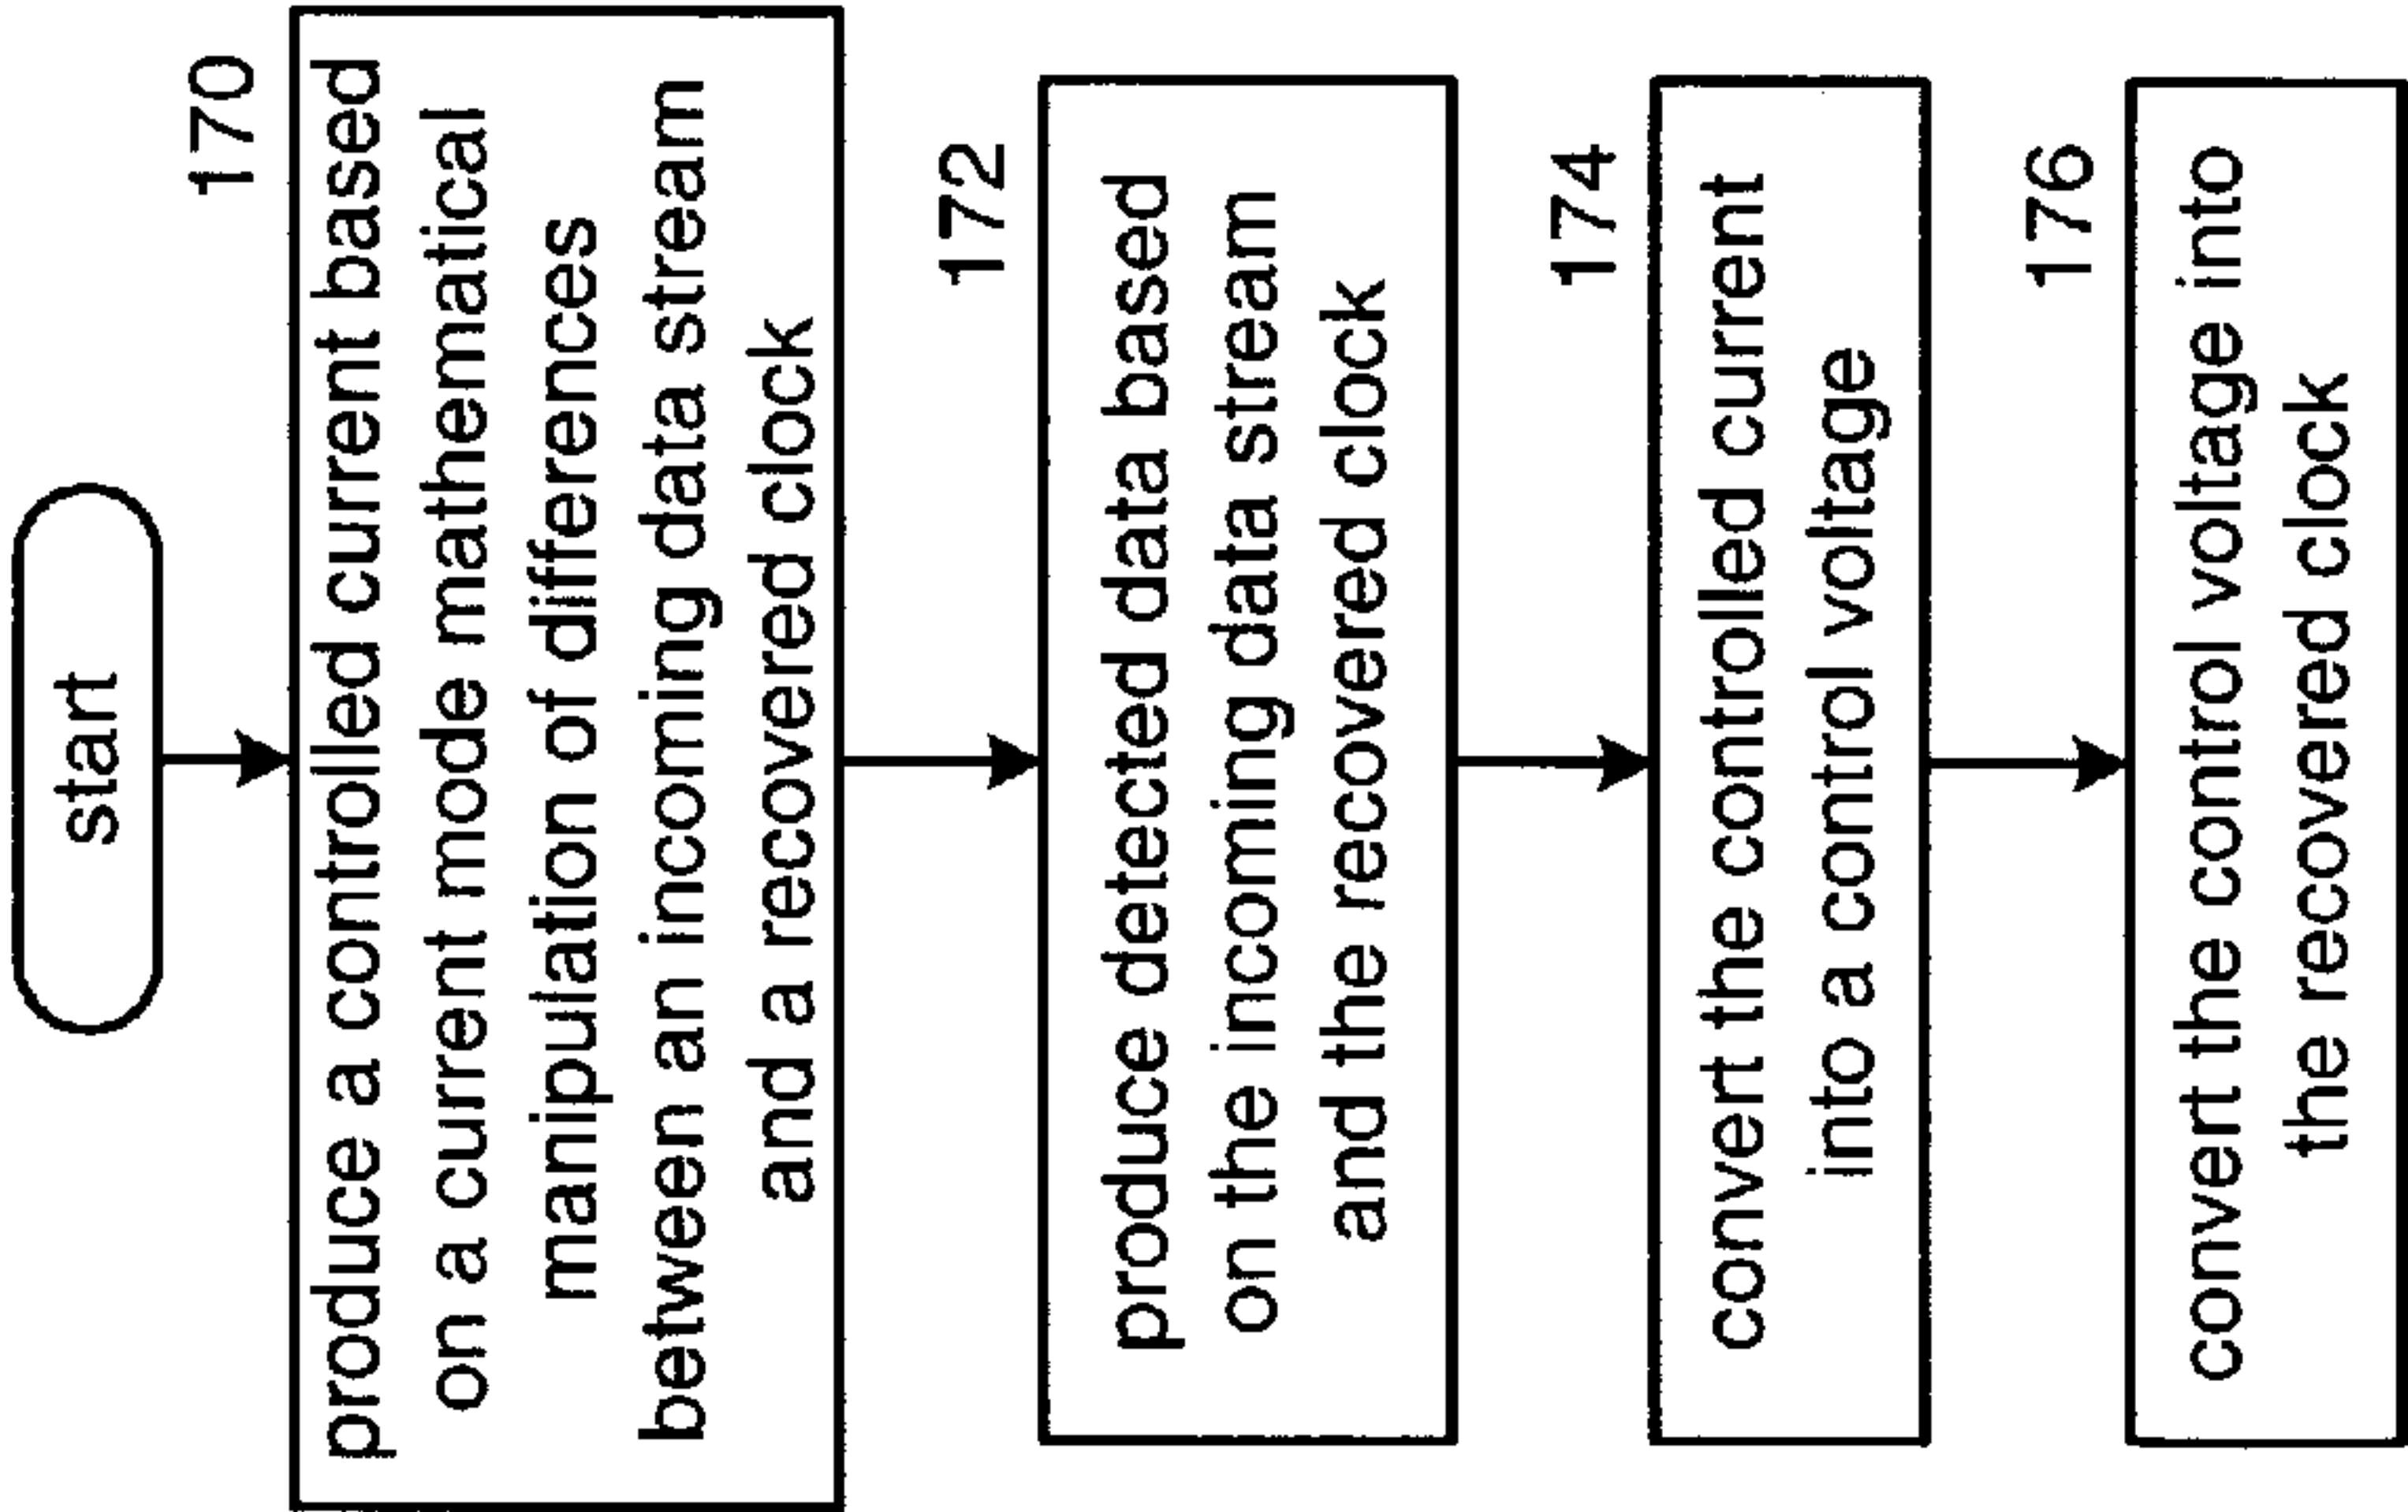 start
170
produce a controlled current based
on a current mode mathematical
manipulation of differences
between an incoming data stream
and a recovered clock
172
produce detected data based
on the incoming data stream
and the recovered clock
174
convert the controlled current
into a control voltage
176
convert the control voltage into
the recovered clock